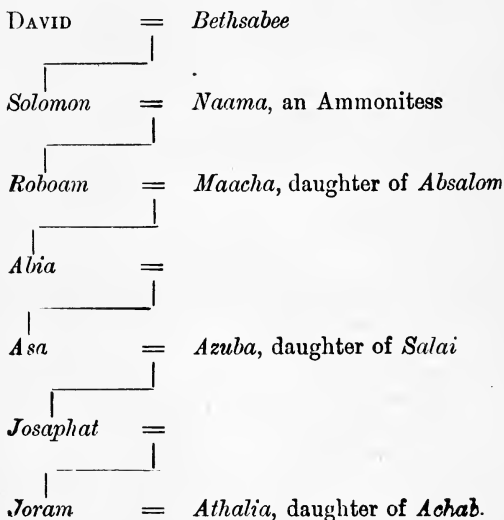 DAVID = Bethsabee
Solomon = Naama, an Ammonitess
Roboam = Maacha, daughter of Absalom
Abia =
Asa = Azuba, daughter of Salai
Josaphat =
Joram = Athalia, daughter of Achab.